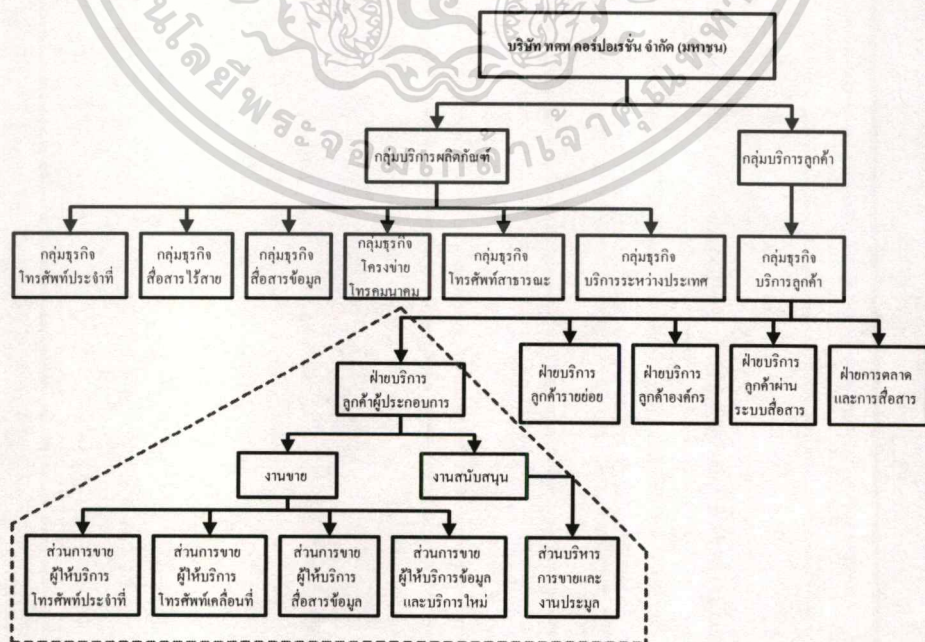 บริษัท ทศท คอร์ปอเรชั่น จำกัด (มหาชน)
นโลยีพระจอมเกล้าเจ้าคุณทหา
กลุ่มบริการผลิตภัณฑ์
กลุ่มบริการลูกค้า
กลุ่มธุรกิจ
โทรศัพท์ประจำที่
กลุ่มธุรกิจ
สื่อสารไร้สาย
กลุ่มธุรกิจ
สื่อสารข้อมูล
กลุ่มธุรกิจ
โครงข่าย
โทรคมนาคม
กลุ่มธุรกิจ
โทรศัพท์สาธารณะ
กลุ่มธุรกิจ
บริการระหว่างประเทศ
กลุ่มธุรกิจ
บริการลูกค้า
ฝ่ายบริการ
ลูกค้าผู้ประกอบการ
ฝ่ายบริการ
ลูกค้ารายย่อย
ฝ่ายบริการ
ลูกค้าองค์กร
ฝ่ายบริการ
ลูกค้าผ่าน
ระบบสื่อสาร
ฝ่ายการตลาด
และการสื่อสาร
งานขาย
งานสนับสนุน
ส่วนการขาย
ผู้ให้บริการ
โทรศัพท์ประจำที่
ส่วนการขาย
ผู้ให้บริการ
โทรศัพท์เคลื่อนที่
ส่วนการขาย
ผู้ให้บริการ
สื่อสารข้อมูล
ส่วนการขาย
ผู้ให้บริการข้อมูล
และบริการใหม่
ส่วนบริหาร
การขายและ
งานประมูล